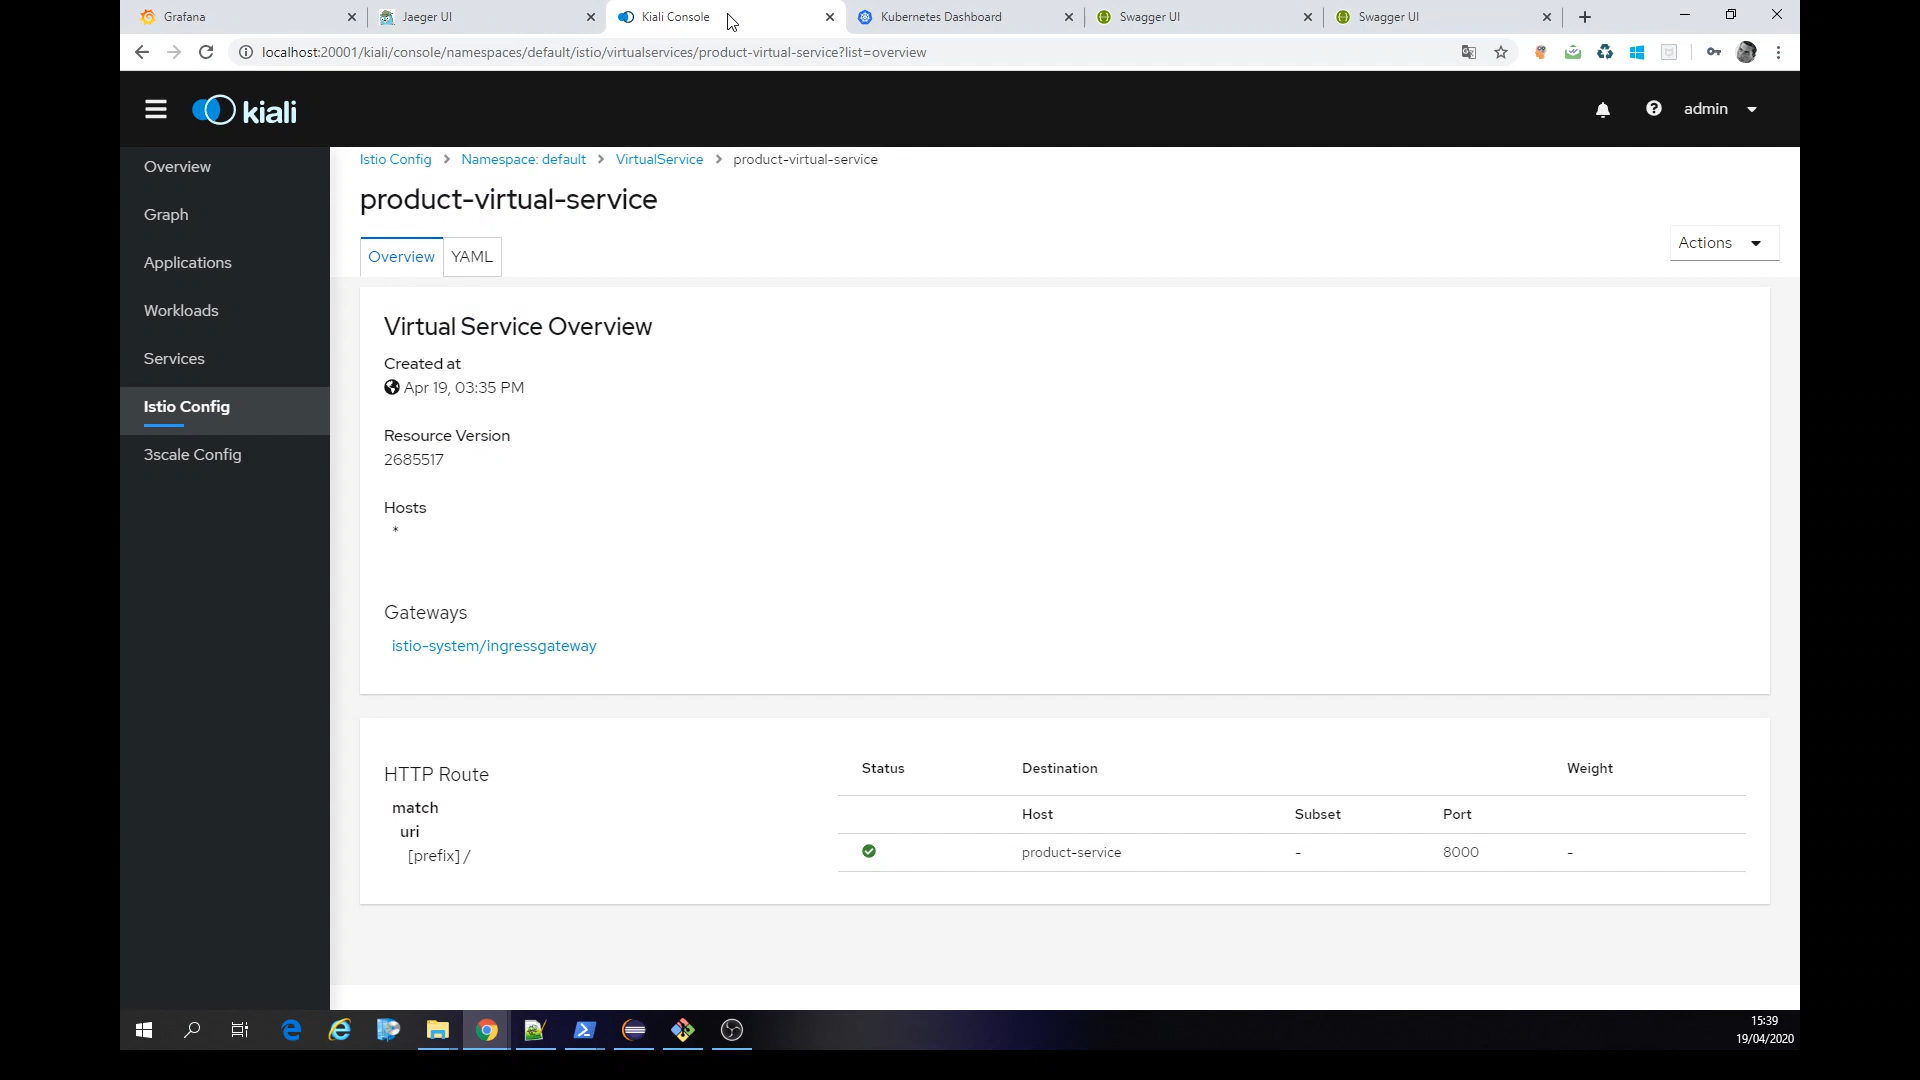 Grafana
Jaeger UI
Kiali Console
Kubernetes Dashboard
Swagger UI
Swagger UI
localhost:20001/kiali/console/namespaces/default/istio/virtualservices/product-virtual-service?list=overview
kiali
admin
Overview
Graph
Applications
Workloads
Services
Istio Config
3scale Config
Istio Config > Namespace: default > VirtualService > product-virtual-service
product-virtual-service
Overview
YAML
Actions
Virtual Service Overview
Created at
Apr 19, 03:35 PM
Resource Version
2685517
Hosts
*
Gateways
istio-system/ingressgateway
HTTP Route
match
uri
[prefix] /
Status Destination Weight
Host Subset Port
product-service - 8000 -
15:39
19/04/2020